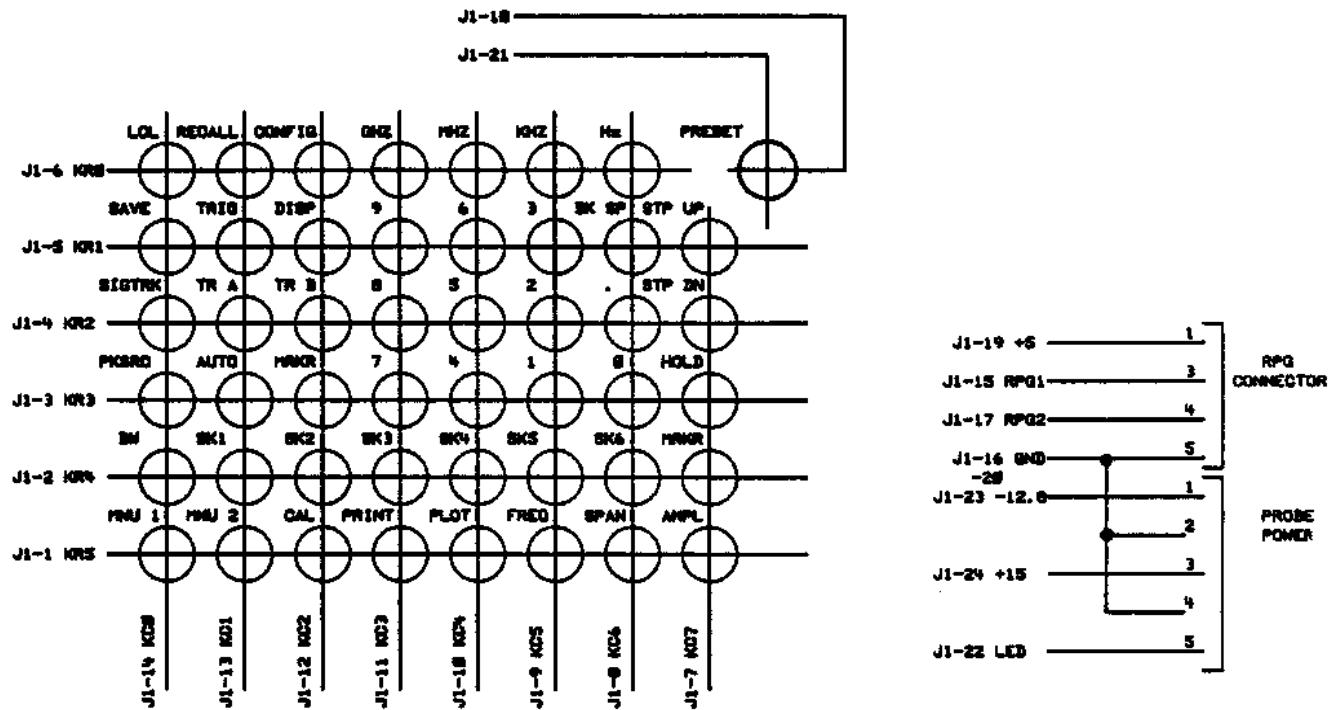 J1-18
J1-21
LCL RECALL CONFIG GHZ MHZ KHZ Hz PRESET
J1-6 KR0
SAVE TRIG DISP 9 6 3 BK SP STP UP
J1-5 KR1
SIGTRK TR A TR B 8 5 2 . STP DN
J1-4 KR2
PKSRC AUTO MRKR 7 4 1 0 HOLD
J1-3 KR3
BW SK1 SK2 SK3 SK4 SK5 SK6 MRKR
J1-2 KR4
MNU 1 MNU 2 CAL PRINT PLOT FREQ SPAN AMPL
J1-1 KR5
J1-14 KC0
J1-13 KC1
J1-12 KC2
J1-11 KC3
J1-10 KC4
J1-9 KC5
J1-8 KC6
J1-7 KC7
J1-19 +5 1
J1-15 RPG1 3
J1-17 RPG2 4
J1-16 GND 5
-20
RPG
CONNECTOR
J1-23 -12.6 1
2
J1-24 +15 3
4
J1-22 LED 5
PROBE
POWER